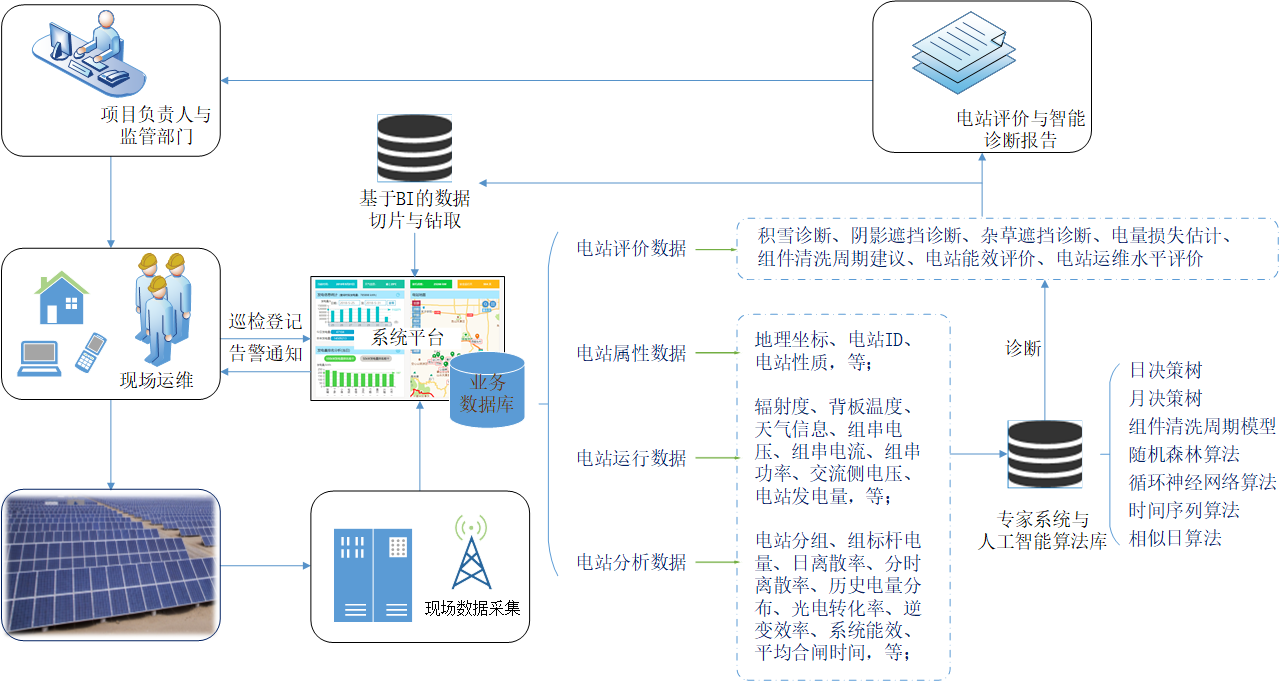 项目负责人与
监管部门
电站评价与智能
诊断报告
基于BI的数据
切片与钻取
电站评价数据
积雪诊断、阴影遮挡诊断、杂草遮挡诊断、电量损失估计、
组件清洗周期建议、电站能效评价、电站运维水平评价
巡检登记
告警通知
现场运维
系统平台
业务
数据库
电站属性数据
地理坐标、电站ID、
电站性质，等；
诊断
电站运行数据
辐射度、背板温度、
天气信息、组串电
压、组串电流、组串
功率、交流侧电压、
电站发电量，等；
电站分析数据
电站分组、组标杆电
量、日离散率、分时
离散率、历史电量分
布、光电转化率、逆
变效率、系统能效、
平均合闸时间，等；
专家系统与
人工智能算法库
日决策树
月决策树
组件清洗周期模型
随机森林算法
循环神经网络算法
时间序列算法
相似日算法
现场数据采集